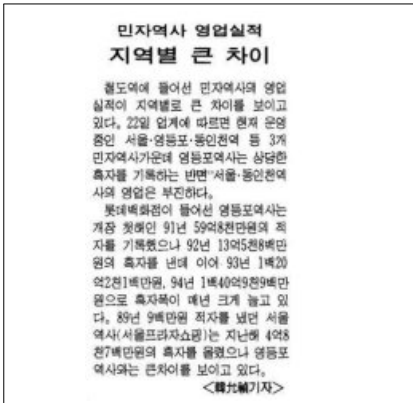 민자역사 영업실적
지역별 큰 차이
철도역에 들어선 민자역사의 영업
실적이 지역별로 큰 차이를 보이고
있다. 22일 업계에 따르면 현재 운영
중인 서울·영등포·동인천역 등 3개
민자역사가운데 영등포역사는 상당한
흑자를 기록하는 반면 서울·동인천역
사의 영업은 부진하다.
롯데백화점이 들어선 영등포역사는
개장 첫해인 91년 59억8천만원의 적
자를 기록했으나 92년 13억5천8백만
원의 흑자를 낸데 이어 93년 1백20
억2천1백만원, 94년 1백40억9천9백만
원으로 흑자폭이 매년 크게 늘고 있
다. 89년 9백만원 적자를 냈던 서울
역사(서울프라자쇼핑)는 지난해 4억8
천7백만원의 흑자를 올렸으나 영등포
역사와는 큰차이를 보이고 있다.
<韓允禎기자>